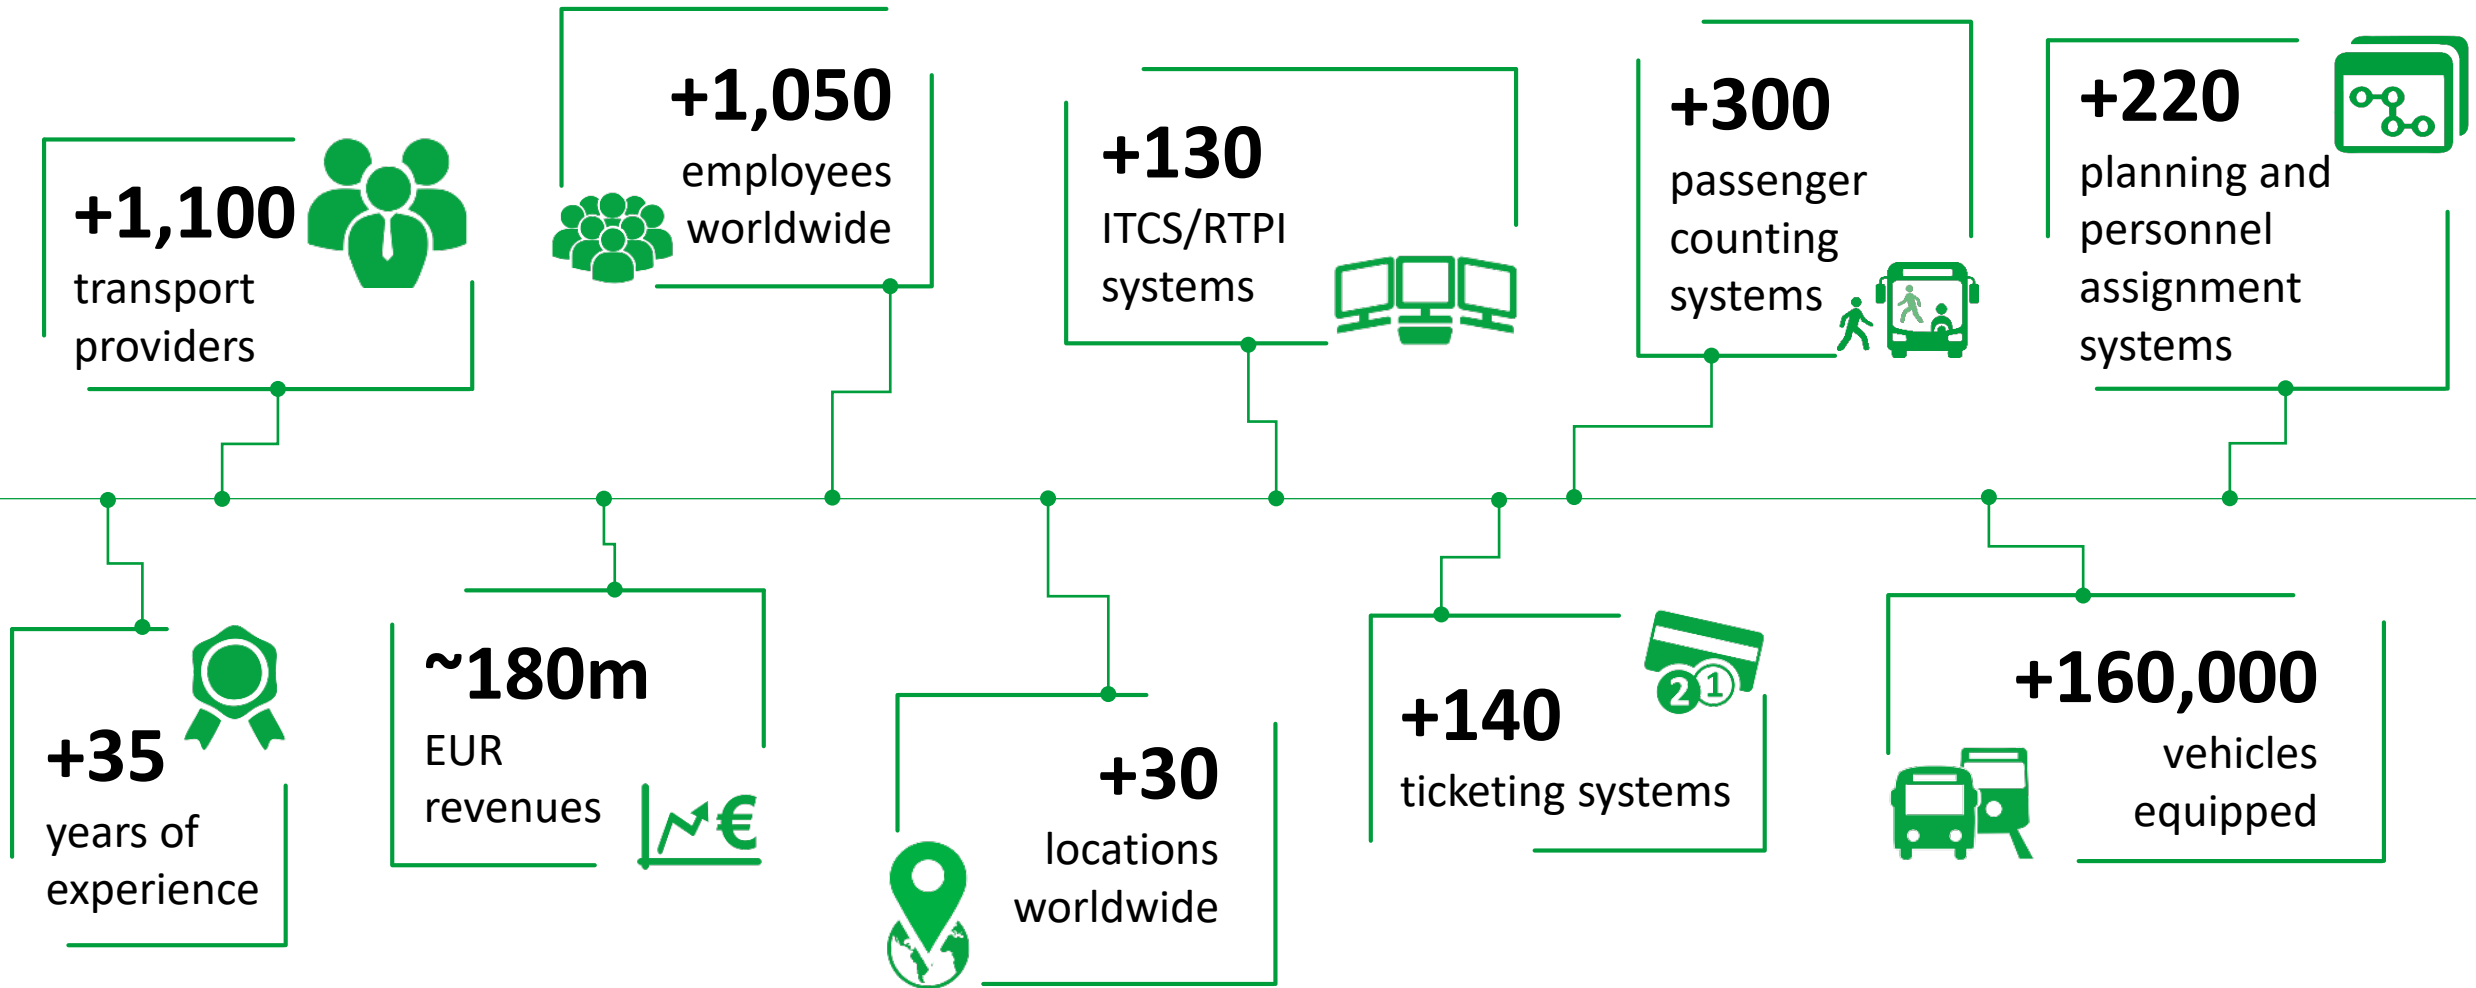 +1,100
transport
providers
+1,050
employees
worldwide
+130
ITCS/RTPI
systems
+300
passenger
counting
systems
+220
planning and
personnel
assignment
systems
+35
years of
experience
~180m
EUR
revenues
€
+30
locations
worldwide
2 1
+140
ticketing systems
+160,000
vehicles
equipped